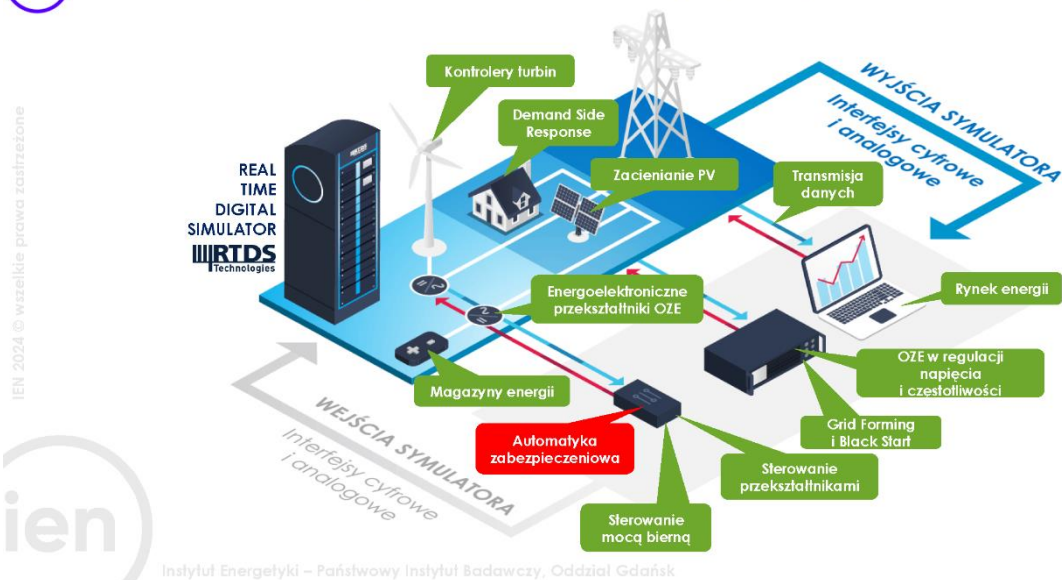 Kontrolery turbin
Demand Side
Response
Zacienianie PV
Transmisja
danych
WYJŚCIA SYMULATORA
Interfejsy cyfrowe
i analogowe
REAL
TIME
DIGITAL
SIMULATOR
RTDS
Technologies
Energoelektroniczne
przekształtniki OZE
Rynek energii
Magazyny energii
OZE w regulacji
napięcia
i częstotliwości
Grid Forming
i Black Start
WEJŚCIA SYMULATORA
Interfejsy cyfrowe
i analogowe
Automatyka
zabezpieczeniowa
Sterowanie
przekształtnikami
Sterowanie
mocą bierną
IEN 2024 © wszelkie prawa zastrzeżone
ien
Instytut Energetyki – Państwowy Instytut Badawczy, Oddział Gdańsk